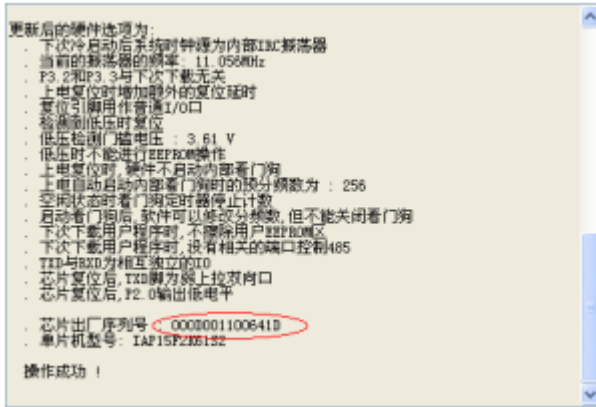 更新后的硬件选项为:
. 下次冷启动后系统时钟源为内部IRC振荡器
. 当前的振荡器的频率: 11.056MHz
. P3.2和P3.3与下次下载无关
. 上电复位时增加额外的复位延时
. 复位引脚用作普通I/O口
. 检测到低压时复位
. 低压检测门槛电压 : 3.61 V
. 低压时不能进行EEPROM操作
. 上电复位时,硬件不启动内部看门狗
. 上电自动启动内部看门狗时的预分频数为 : 256
. 空闲状态时看门狗定时器停止计数
. 启动看门狗后,软件可以修改分频数,但不能关闭看门狗
. 下次下载用户程序时,不擦除用户EEPROM区
. 下次下载用户程序时,没有相关的端口控制485
. TXD与RXD为相互独立的IO
. 芯片复位后,TXD脚为弱上拉双向口
. 芯片复位后,P2.0输出低电平
. 芯片出厂序列号 : 000D001100641D
. 单片机型号: IAP15F2K61S2
操作成功 !